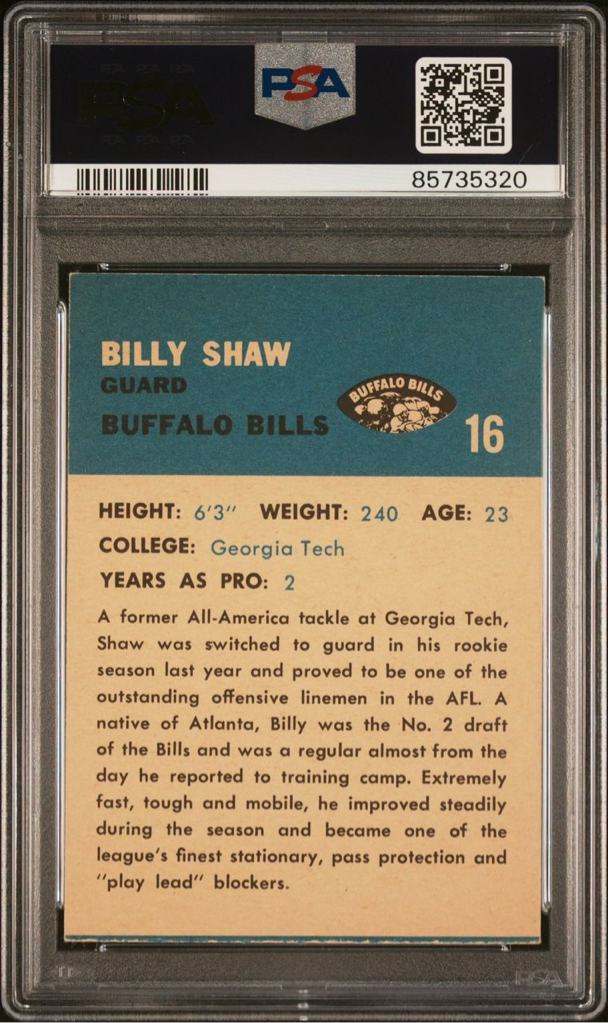 PSA
PSA
85735320
BILLY SHAW
GUARD
BUFFALO BILLS
BUFFALO BILLS
16
HEIGHT: 6'3" WEIGHT: 240 AGE: 23
COLLEGE: Georgia Tech
YEARS AS PRO: 2
A former All-America tackle at Georgia Tech,
Shaw was switched to guard in his rookie
season last year and proved to be one of the
outstanding offensive linemen in the AFL. A
native of Atlanta, Billy was the No. 2 draft
of the Bills and was a regular almost from the
day he reported to training camp. Extremely
fast, tough and mobile, he improved steadily
during the season and became one of the
league's finest stationary, pass protection and
"play lead" blockers.
PSA